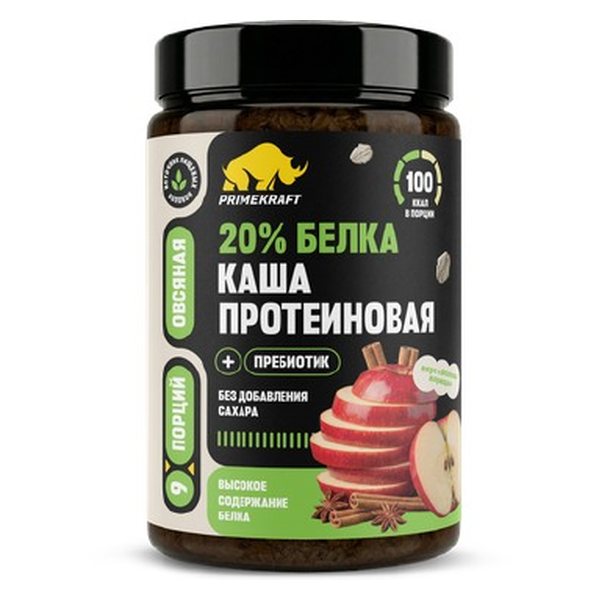 PRIMEKRAFT
100
ККАЛ
В ПОРЦИИ
20% БЕЛКА
КАША
ПРОТЕИНОВАЯ
+ ПРЕБИОТИК
БЕЗ ДОБАВЛЕНИЯ
САХАРА
ВЫСОКОЕ
СОДЕРЖАНИЕ
БЕЛКА
ОВСЯНАЯ
9 ПОРЦИЙ